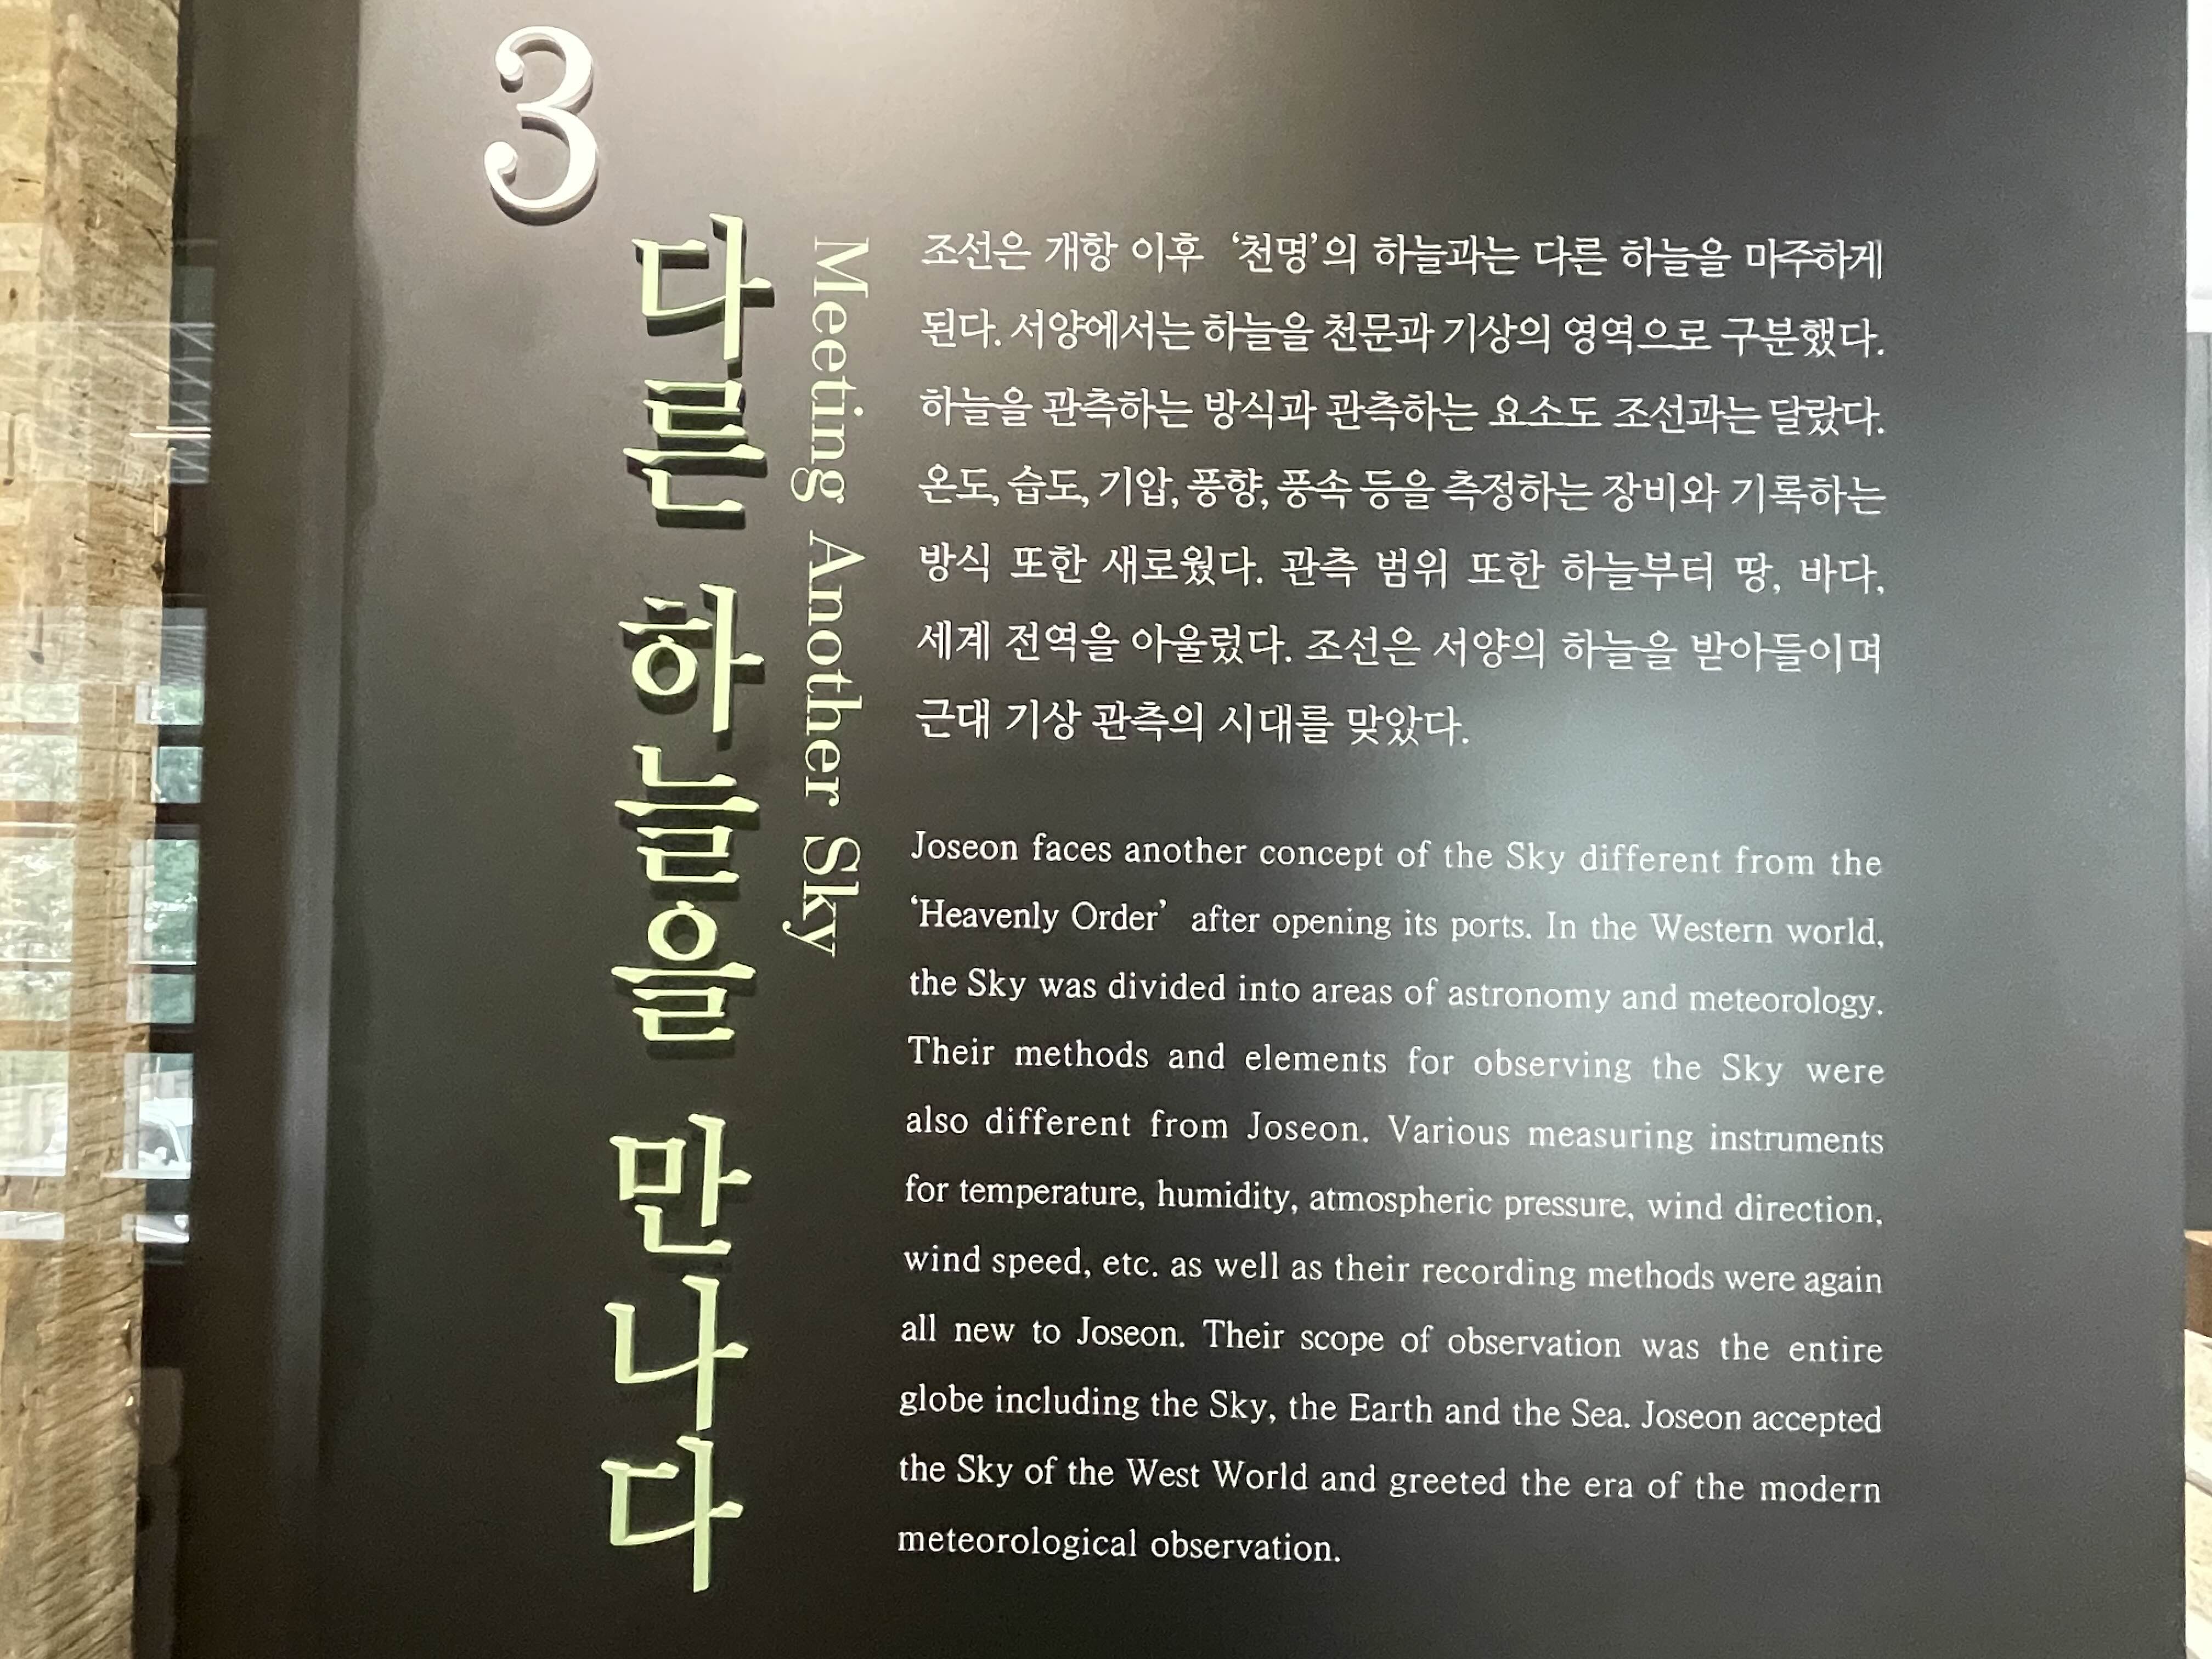 3
다른 하늘을 만나다
Meeting Another Sky
조선은 개항 이후 ‘천명’의 하늘과는 다른 하늘을 마주하게
된다. 서양에서는 하늘을 천문과 기상의 영역으로 구분했다.
하늘을 관측하는 방식과 관측하는 요소도 조선과는 달랐다.
온도, 습도, 기압, 풍향, 풍속 등을 측정하는 장비와 기록하는
방식 또한 새로웠다. 관측 범위 또한 하늘부터 땅, 바다,
세계 전역을 아울렀다. 조선은 서양의 하늘을 받아들이며
근대 기상 관측의 시대를 맞았다.
Joseon faces another concept of the Sky different from the
‘Heavenly Order’ after opening its ports. In the Western world,
the Sky was divided into areas of astronomy and meteorology.
Their methods and elements for observing the Sky were
also different from Joseon. Various measuring instruments
for temperature, humidity, atmospheric pressure, wind direction,
wind speed, etc. as well as their recording methods were again
all new to Joseon. Their scope of observation was the entire
globe including the Sky, the Earth and the Sea. Joseon accepted
the Sky of the West World and greeted the era of the modern
meteorological observation.